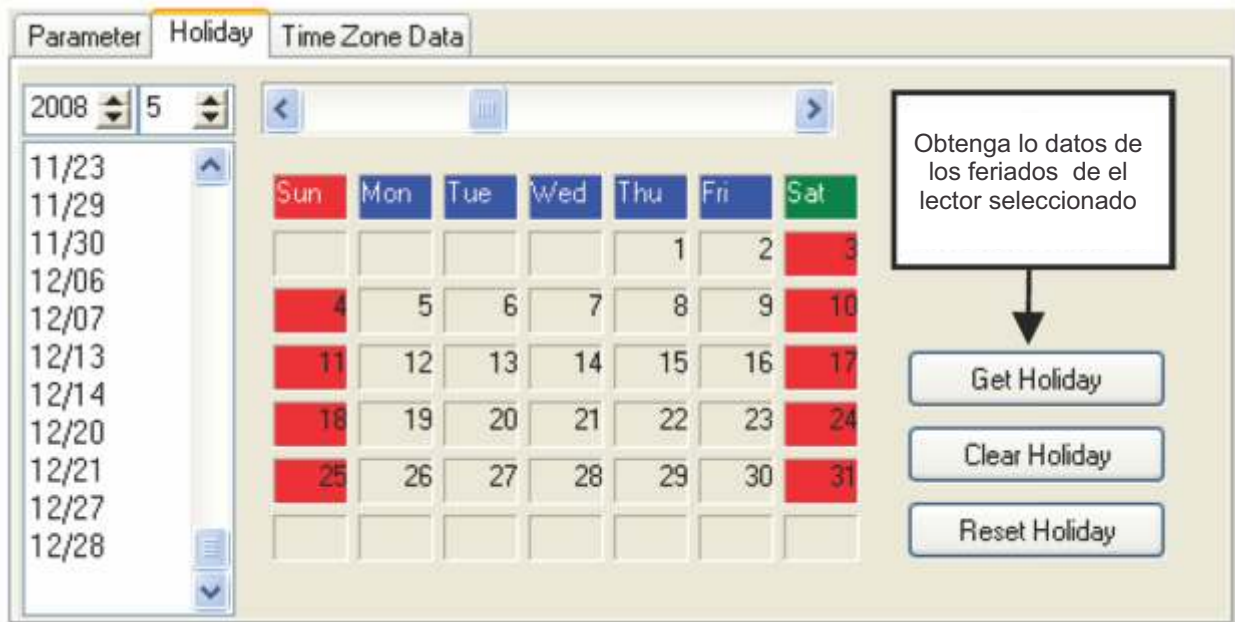 Parameter Holiday Time Zone Data
2008 5
11/23
11/29
11/30
12/06
12/07
12/13
12/14
12/20
12/21
12/27
12/28
Sun Mon Tue Wed Thu Fri Sat
1 2 3
4 5 6 7 8 9 10
11 12 13 14 15 16 17
18 19 20 21 22 23 24
25 26 27 28 29 30 31
Obtenga lo datos de
los feriados de el
lector seleccionado
Get Holiday
Clear Holiday
Reset Holiday